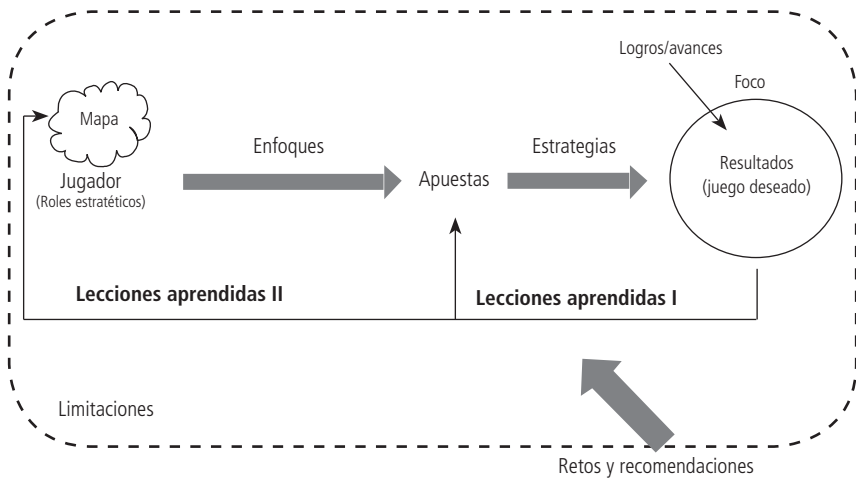 Logros/avances
Foco
Mapa
Enfoques
Estrategias
Jugador
(Roles estratéticos)
Apuestas
Resultados
(juego deseado)
Lecciones aprendidas II
Lecciones aprendidas I
Limitaciones
Retos y recomendaciones